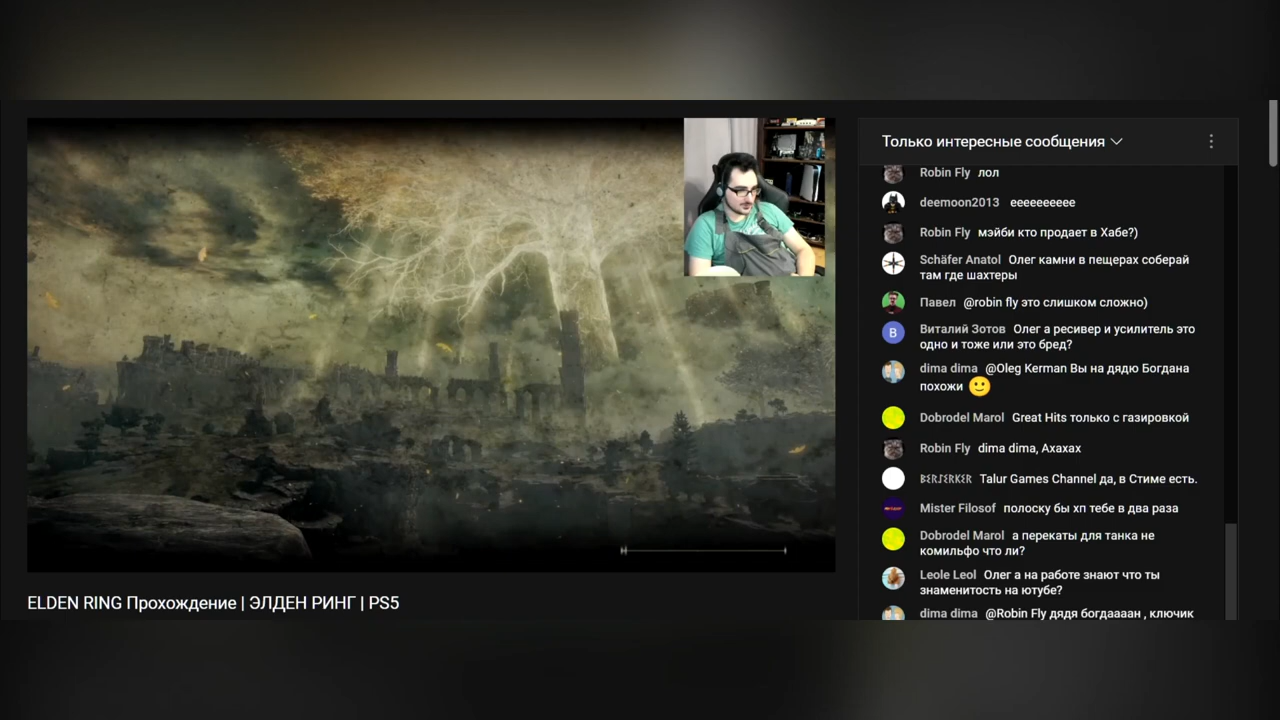 Только интересные сообщения
Robin Fly лол
deemoon2013 ееееееееее
Robin Fly мэйби кто продает в Хабе?)
Schäfer Anatol Олег камни в пещерах соберай
там где шахтеры
Павел @robin fly это слишком сложно)
В
Виталий Зотов Олег а ресивер и усилитель это
одно и тоже или это бред?
dima dima @Oleg Kerman Вы на дядю Богдана
похожи 🙂
Dobrodel Marol Great Hits только с газировкой
Robin Fly dima dima, Ахахах
Talur Games Channel да, в Стиме есть.
Mister Filosof полоску бы хп тебе в два раза
Dobrodel Marol а перекаты для танка не
комильфо что ли?
Leole Leol Олег а на работе знают что ты
знаменитость на ютубе?
dima dima @Robin Fly дядя богдаааан , ключик
ELDEN RING Прохождение | ЭЛДЕН РИНГ | PS5